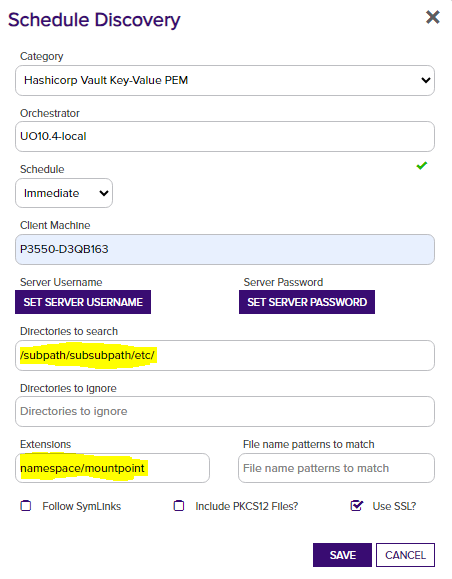 Schedule Discovery
Category
Hashicorp Vault Key-Value PEM
Orchestrator
UO10.4-local
Schedule
Immediate
Client Machine
P3550-D3QB163
Server Username Server Password
SET SERVER USERNAME SET SERVER PASSWORD
Directories to search
/subpath/subsubpath/etc/
Directories to ignore
Directories to ignore
Extensions File name patterns to match
namespace/mountpoint File name patterns to match
Follow SymLinks Include PKCS12 Files? Use SSL?
SAVE CANCEL